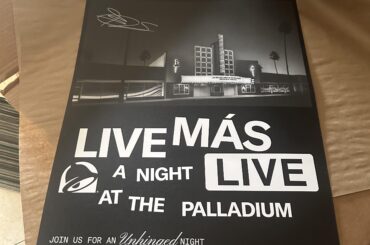 LIVE MÁS
A NIGHT LIVE
AT THE PALLADIUM
JOIN US FOR AN Unhinged NIGHT